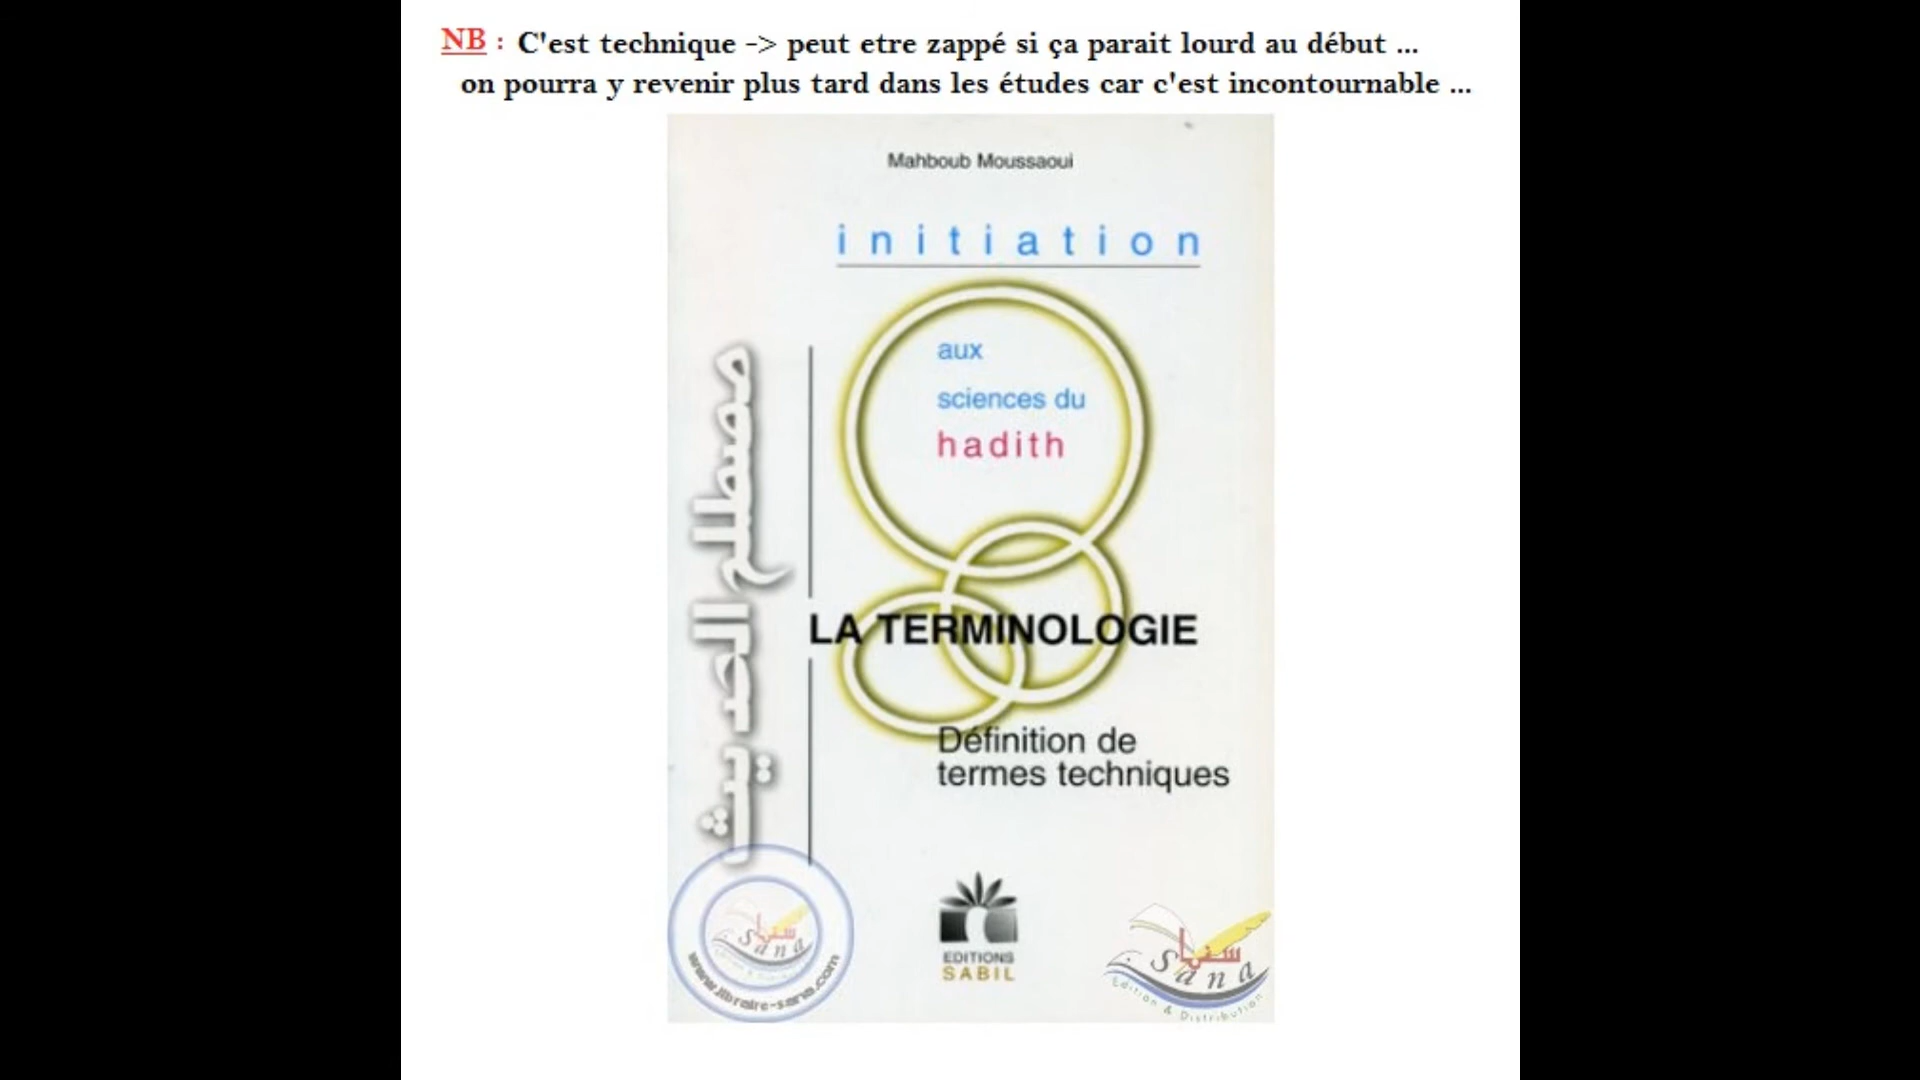 NB : C'est technique -> peut etre zappé si ça parait lourd au début ...
on pourra y revenir plus tard dans les études car c'est incontournable ...
Mahboub Moussaoui
initiation
aux
sciences du
hadith
مصطلح الحديث
LA TERMINOLOGIE
Définition de
termes techniques
EDITIONS
SABIL
سنا
Sana
www.libraire-sana.com
سنا
Sana
Edition & Distribution